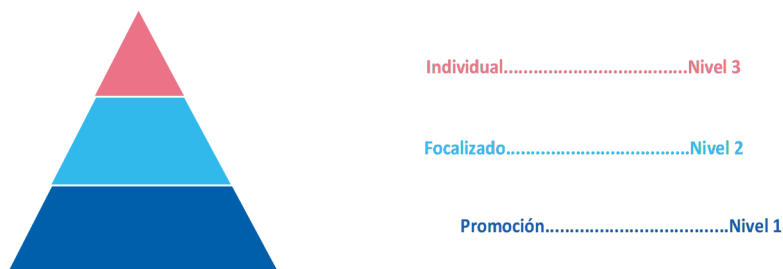 Individual.....................................Nivel 3
Focalizado.....................................Nivel 2
Promoción.....................................Nivel 1